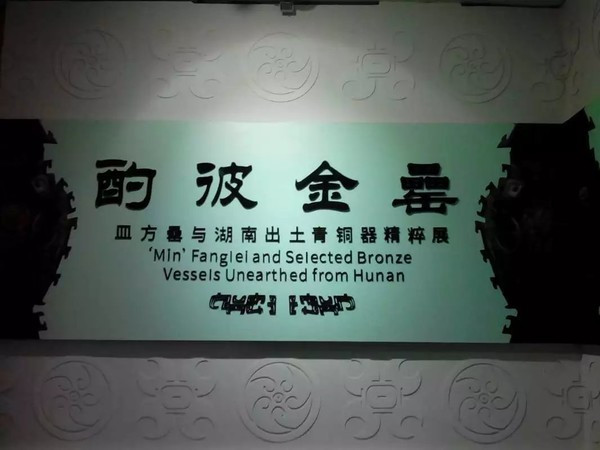 酌彼金罍
皿方罍与湖南出土青铜器精粹展
‘Min’ Fanglei and Selected Bronze
Vessels Unearthed from Hunan